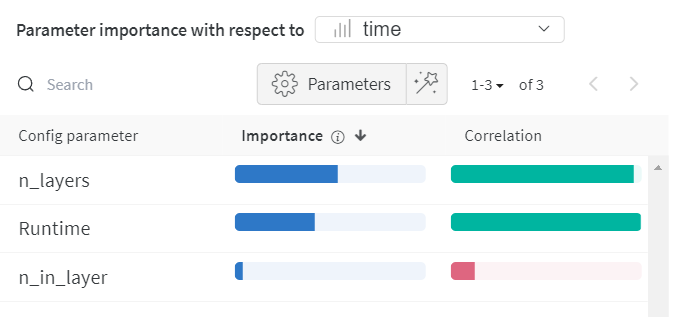 Parameter importance with respect to time
Search Parameters 1-3 of 3
Config parameter Importance Correlation
n_layers
Runtime
n_in_layer